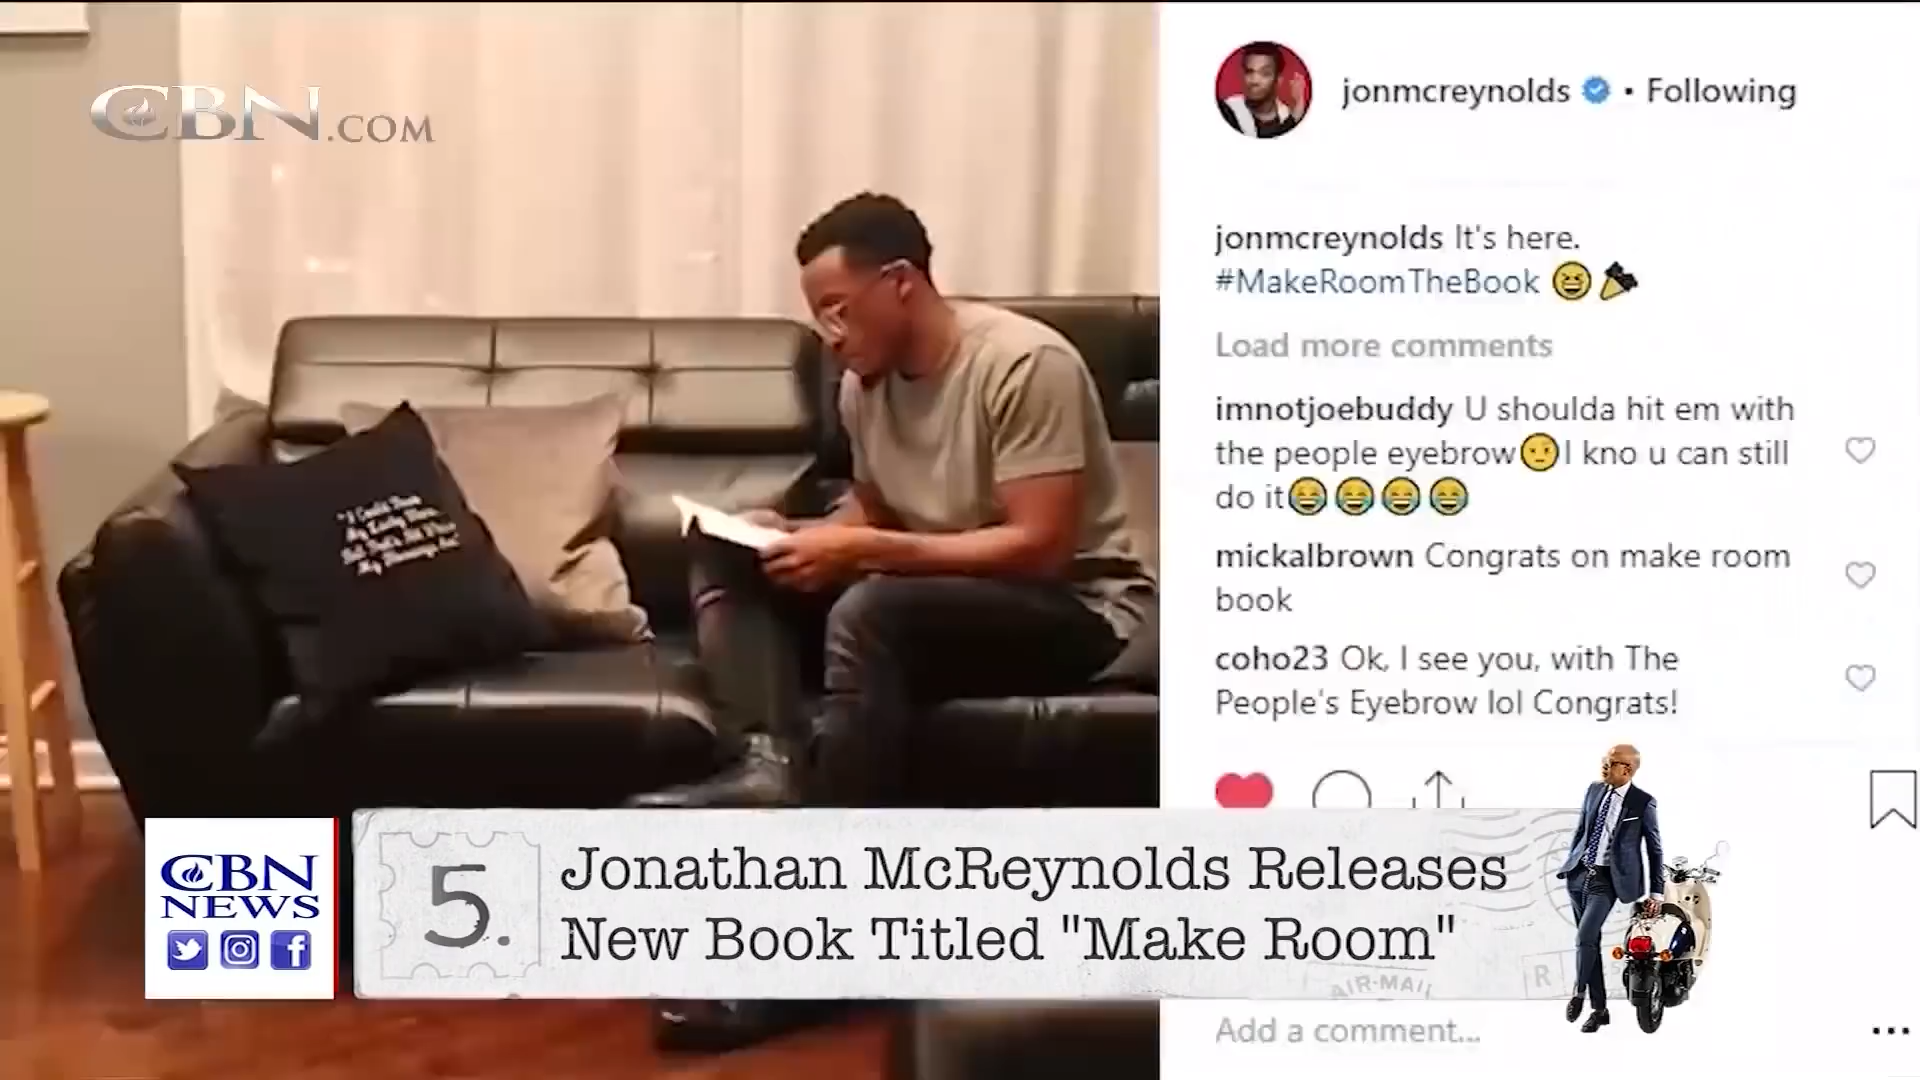 CBN.COM
jonmcreynolds • Following
jonmcreynolds It's here.
#MakeRoomTheBook 😆🎉
Load more comments
imnotjoebuddy U shoulda hit em with
the people eyebrow🤨I kno u can still
do it😂😂😂😂
mickalbrown Congrats on make room
book
coho23 Ok, I see you, with The
People's Eyebrow lol Congrats!
CBN
NEWS
5.
Jonathan McReynolds Releases
New Book Titled "Make Room"
AIR-MAIL
R
Add a comment...